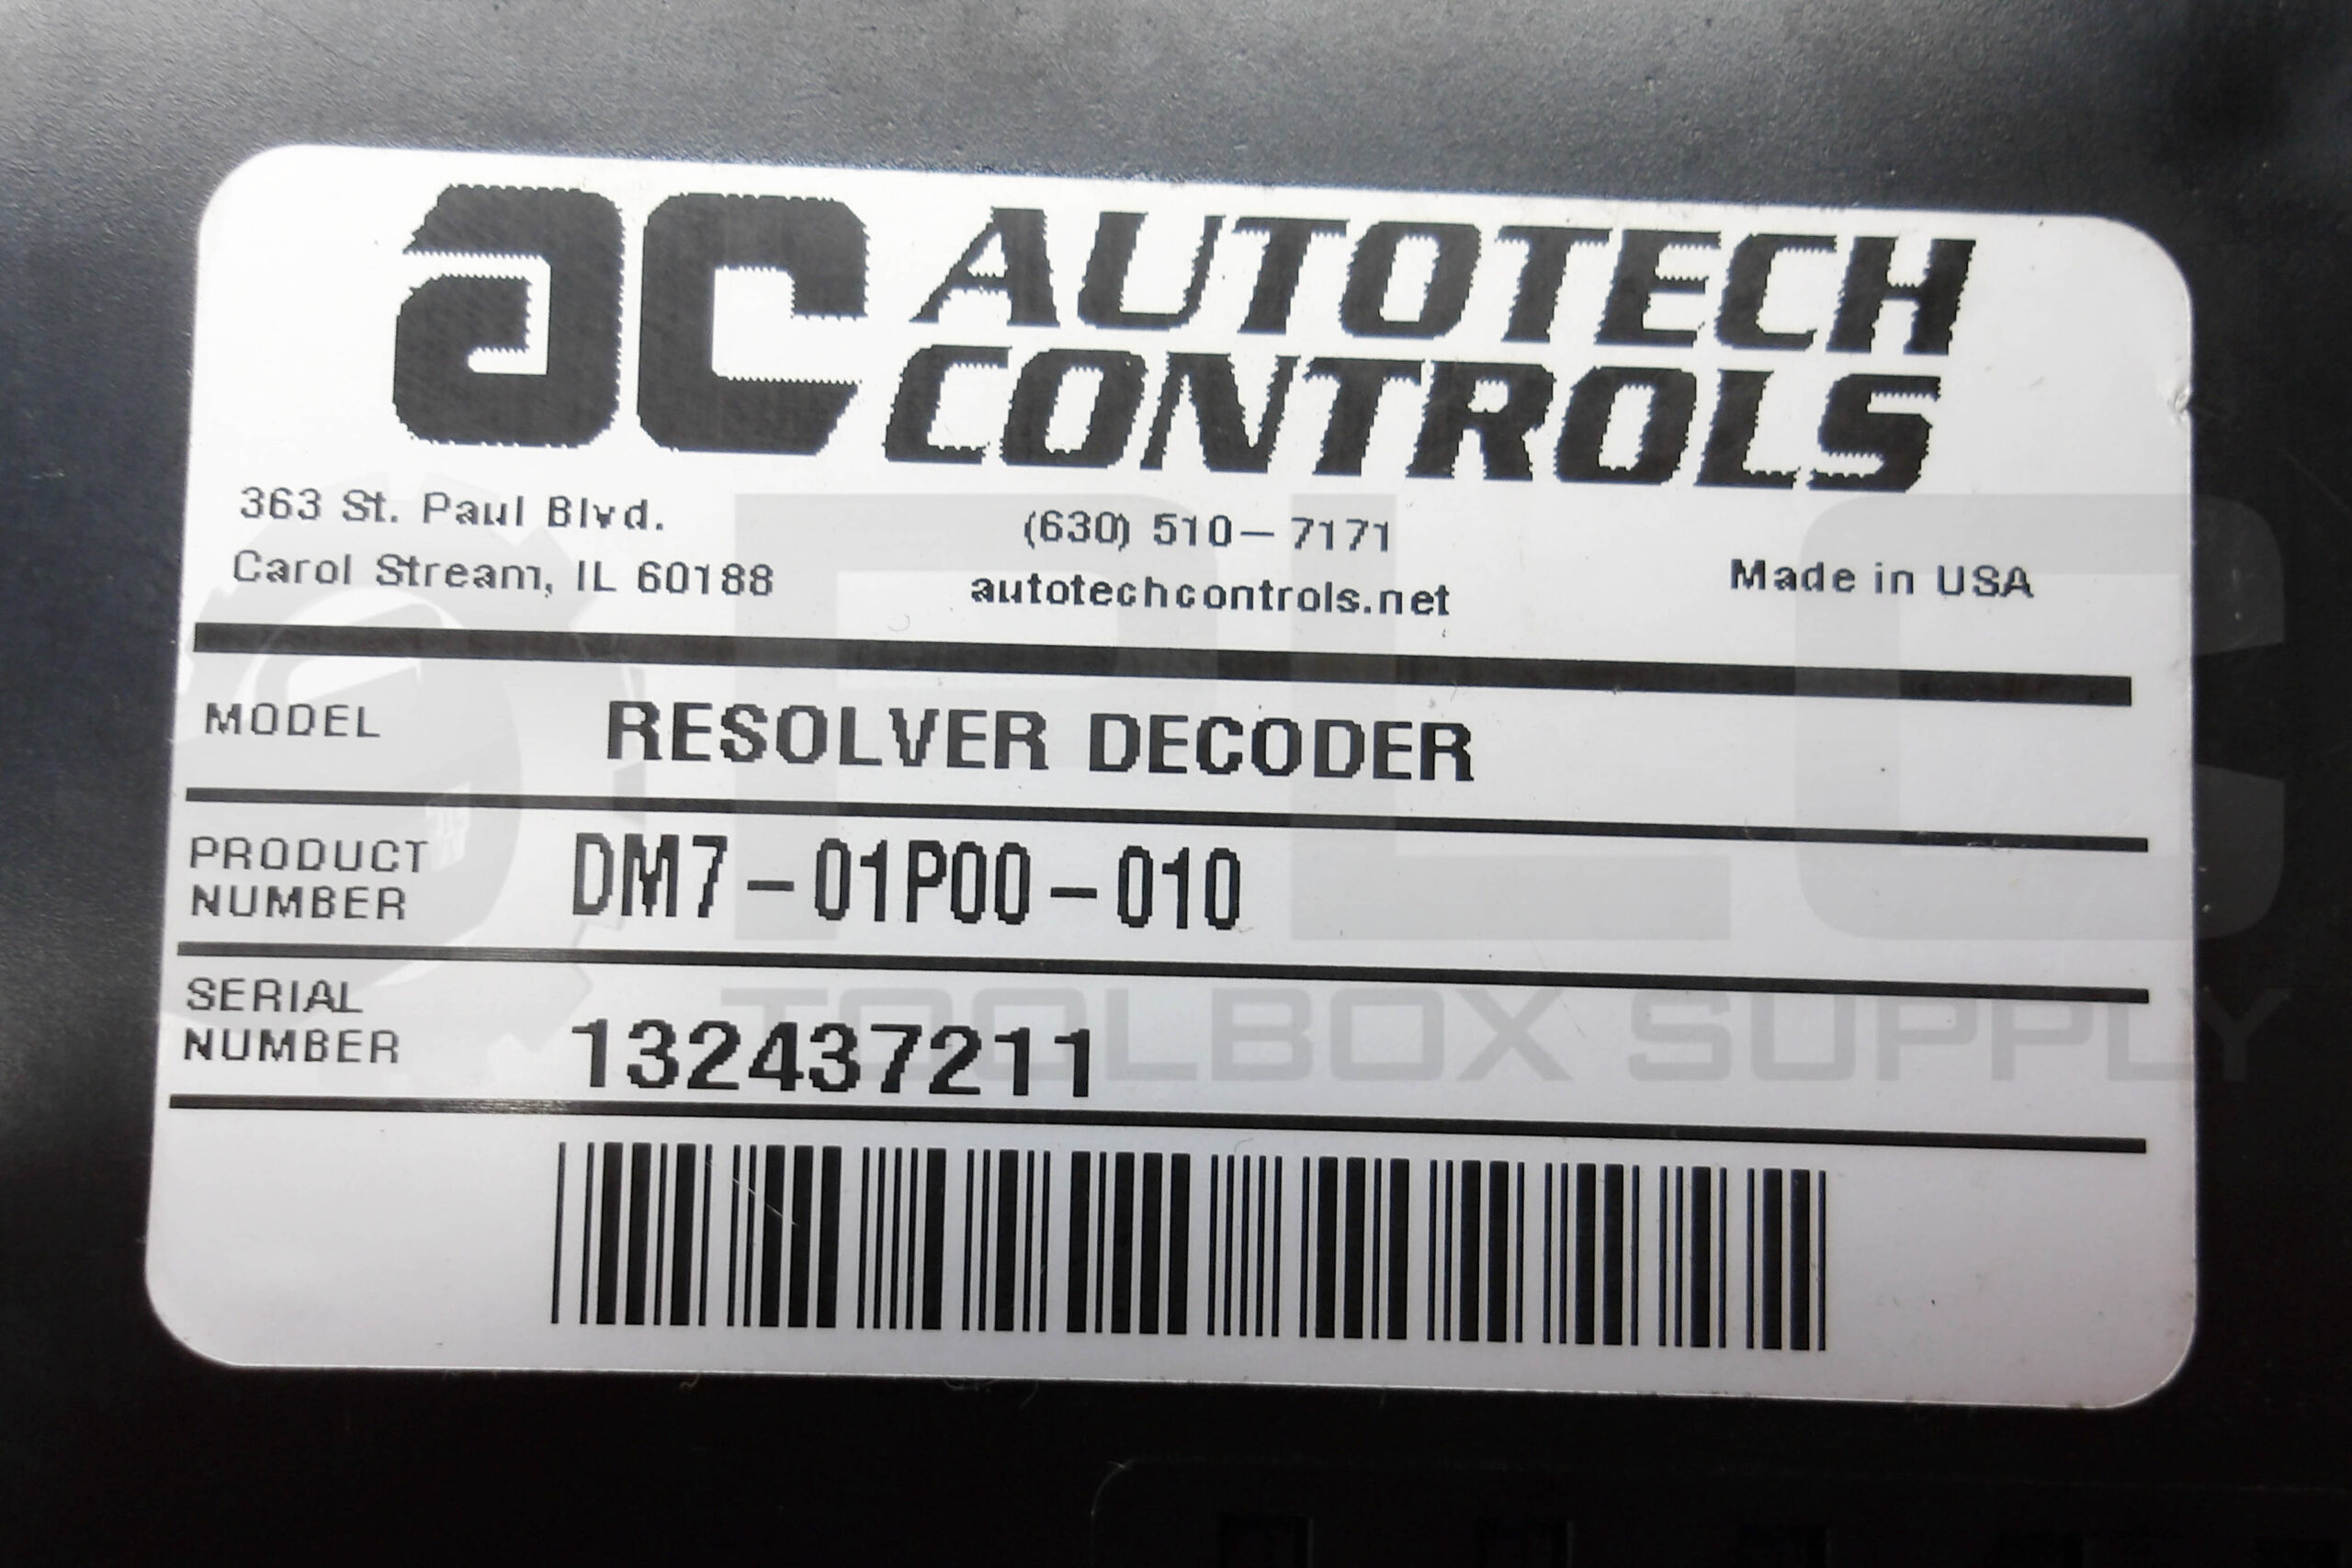 ac AUTOTECH
CONTROLS
363 St. Paul Blvd.
Carol Stream, IL 60188
(630) 510-7171
autotechcontrols.net
Made in USA
MODEL RESOLVER DECODER
PRODUCT
NUMBER DM7-01P00-010
SERIAL
NUMBER 132437211
PLC
TOOLBOX SUPPLY